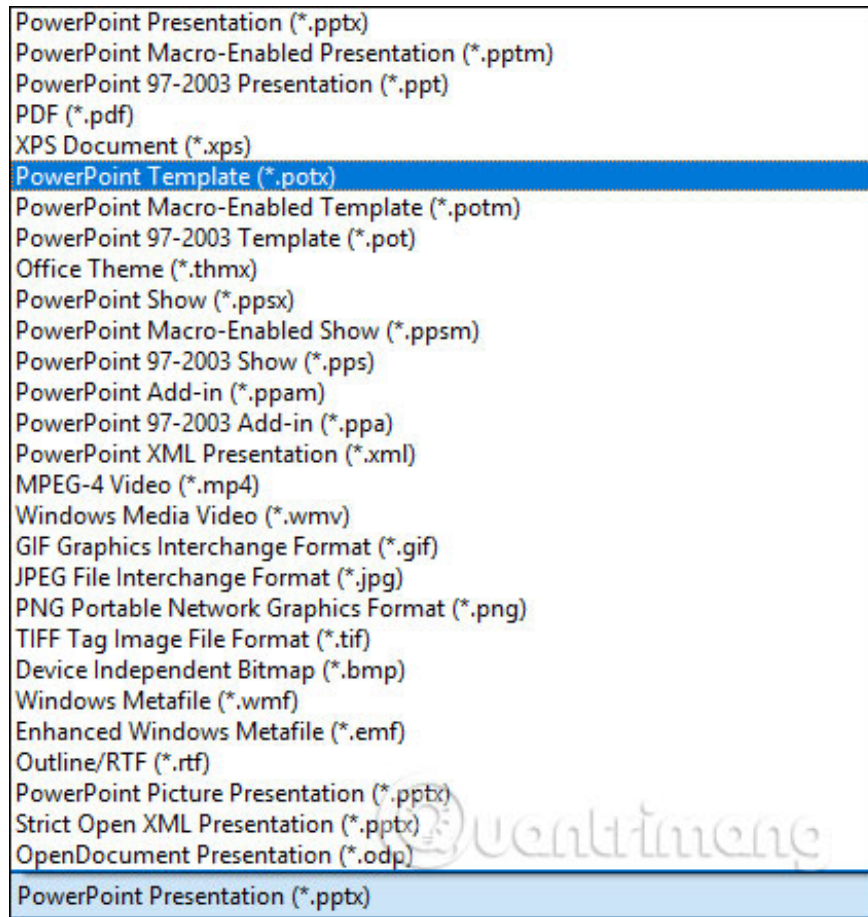 PowerPoint Presentation (*.pptx)
PowerPoint Macro-Enabled Presentation (*.pptm)
PowerPoint 97-2003 Presentation (*.ppt)
PDF (*.pdf)
XPS Document (*.xps)
PowerPoint Template (*.potx)
PowerPoint Macro-Enabled Template (*.potm)
PowerPoint 97-2003 Template (*.pot)
Office Theme (*.thmx)
PowerPoint Show (*.ppsx)
PowerPoint Macro-Enabled Show (*.ppsm)
PowerPoint 97-2003 Show (*.pps)
PowerPoint Add-in (*.ppam)
PowerPoint 97-2003 Add-in (*.ppa)
PowerPoint XML Presentation (*.xml)
MPEG-4 Video (*.mp4)
Windows Media Video (*.wmv)
GIF Graphics Interchange Format (*.gif)
JPEG File Interchange Format (*.jpg)
PNG Portable Network Graphics Format (*.png)
TIFF Tag Image File Format (*.tif)
Device Independent Bitmap (*.bmp)
Windows Metafile (*.wmf)
Enhanced Windows Metafile (*.emf)
Outline/RTF (*.rtf)
PowerPoint Picture Presentation (*.pptx)
Strict Open XML Presentation (*.pptx)
OpenDocument Presentation (*.odp)
Quantrimang
PowerPoint Presentation (*.pptx)